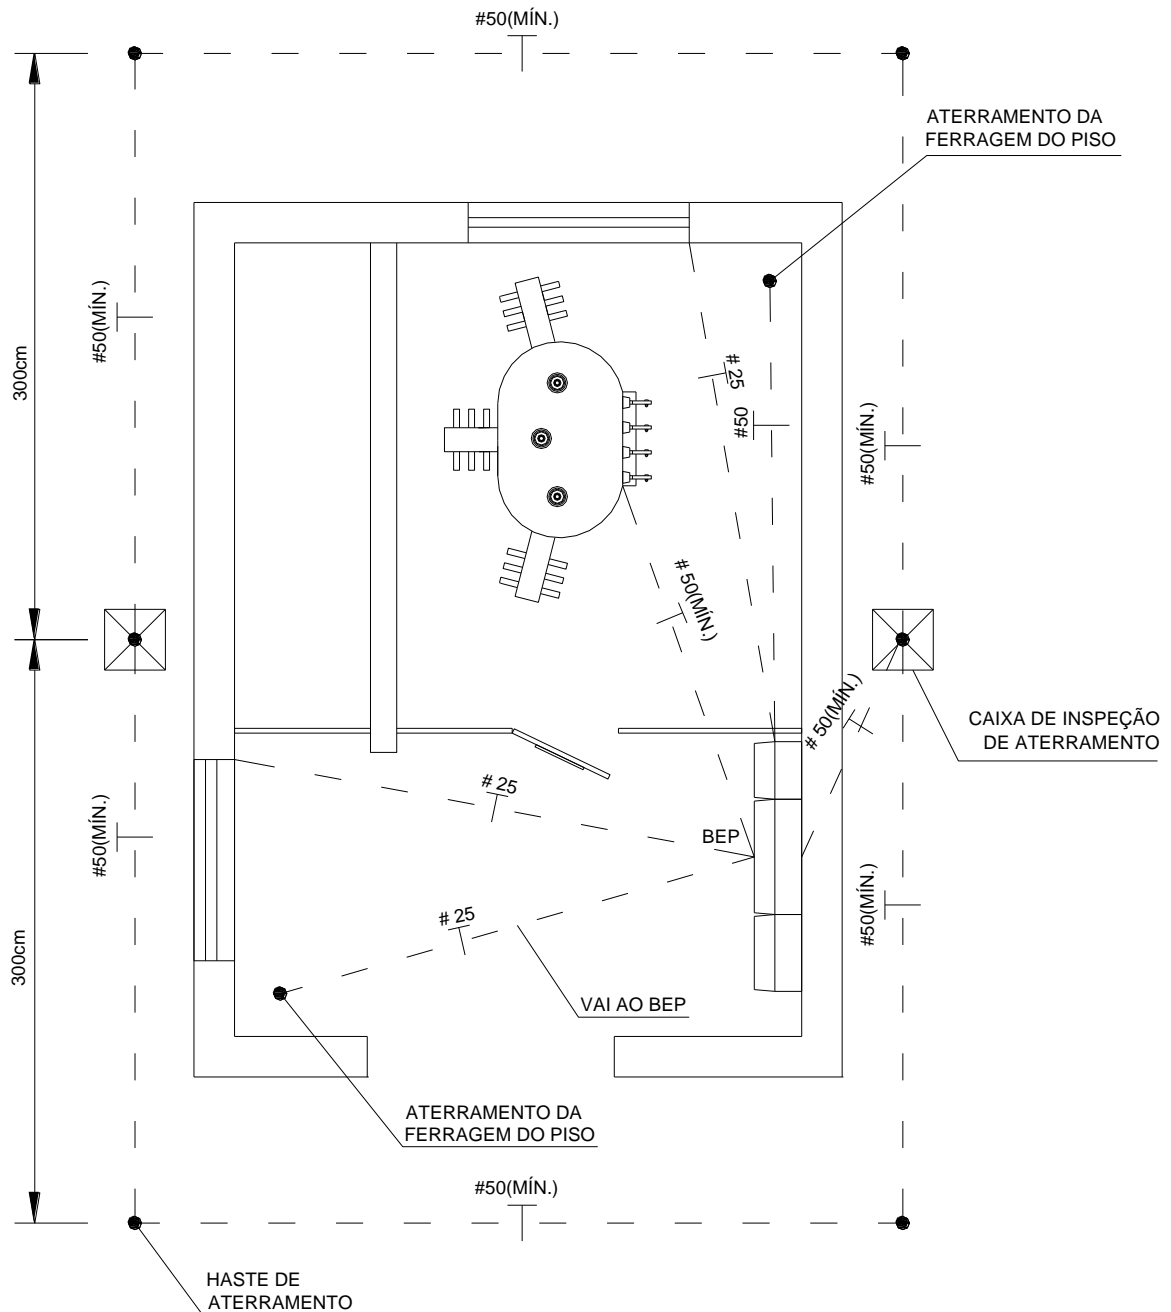 #50(MÍN.)
ATERRAMENTO DA
FERRAGEM DO PISO
#50(MÍN.)
300cm
# 25
#50
#50(MÍN.)
# 50(MÍN.)
# 50(MÍN.)
CAIXA DE INSPEÇÃO
DE ATERRAMENTO
# 25
#50(MÍN.)
BEP
#50(MÍN.)
# 25
300cm
VAI AO BEP
ATERRAMENTO DA
FERRAGEM DO PISO
#50(MÍN.)
HASTE DE
ATERRAMENTO